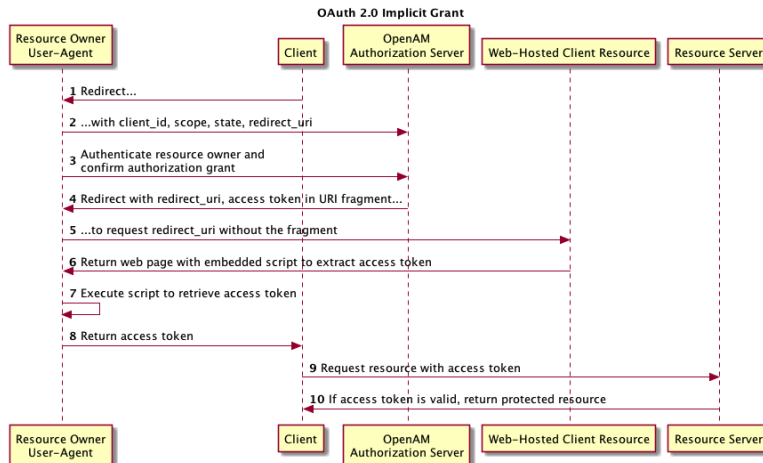 OAuth 2.0 Implicit Grant
Resource Owner
User-Agent
Client
OpenAM
Authorization Server
Web-Hosted Client Resource
Resource Server
1 Redirect...
2 ...with client_id, scope, state, redirect_uri
3 Authenticate resource owner and
confirm authorization grant
4 Redirect with redirect_uri, access token in URI fragment...
5 ...to request redirect_uri without the fragment
6 Return web page with embedded script to extract access token
7 Execute script to retrieve access token
8 Return access token
9 Request resource with access token
10 If access token is valid, return protected resource
Resource Owner
User-Agent
Client
OpenAM
Authorization Server
Web-Hosted Client Resource
Resource Server